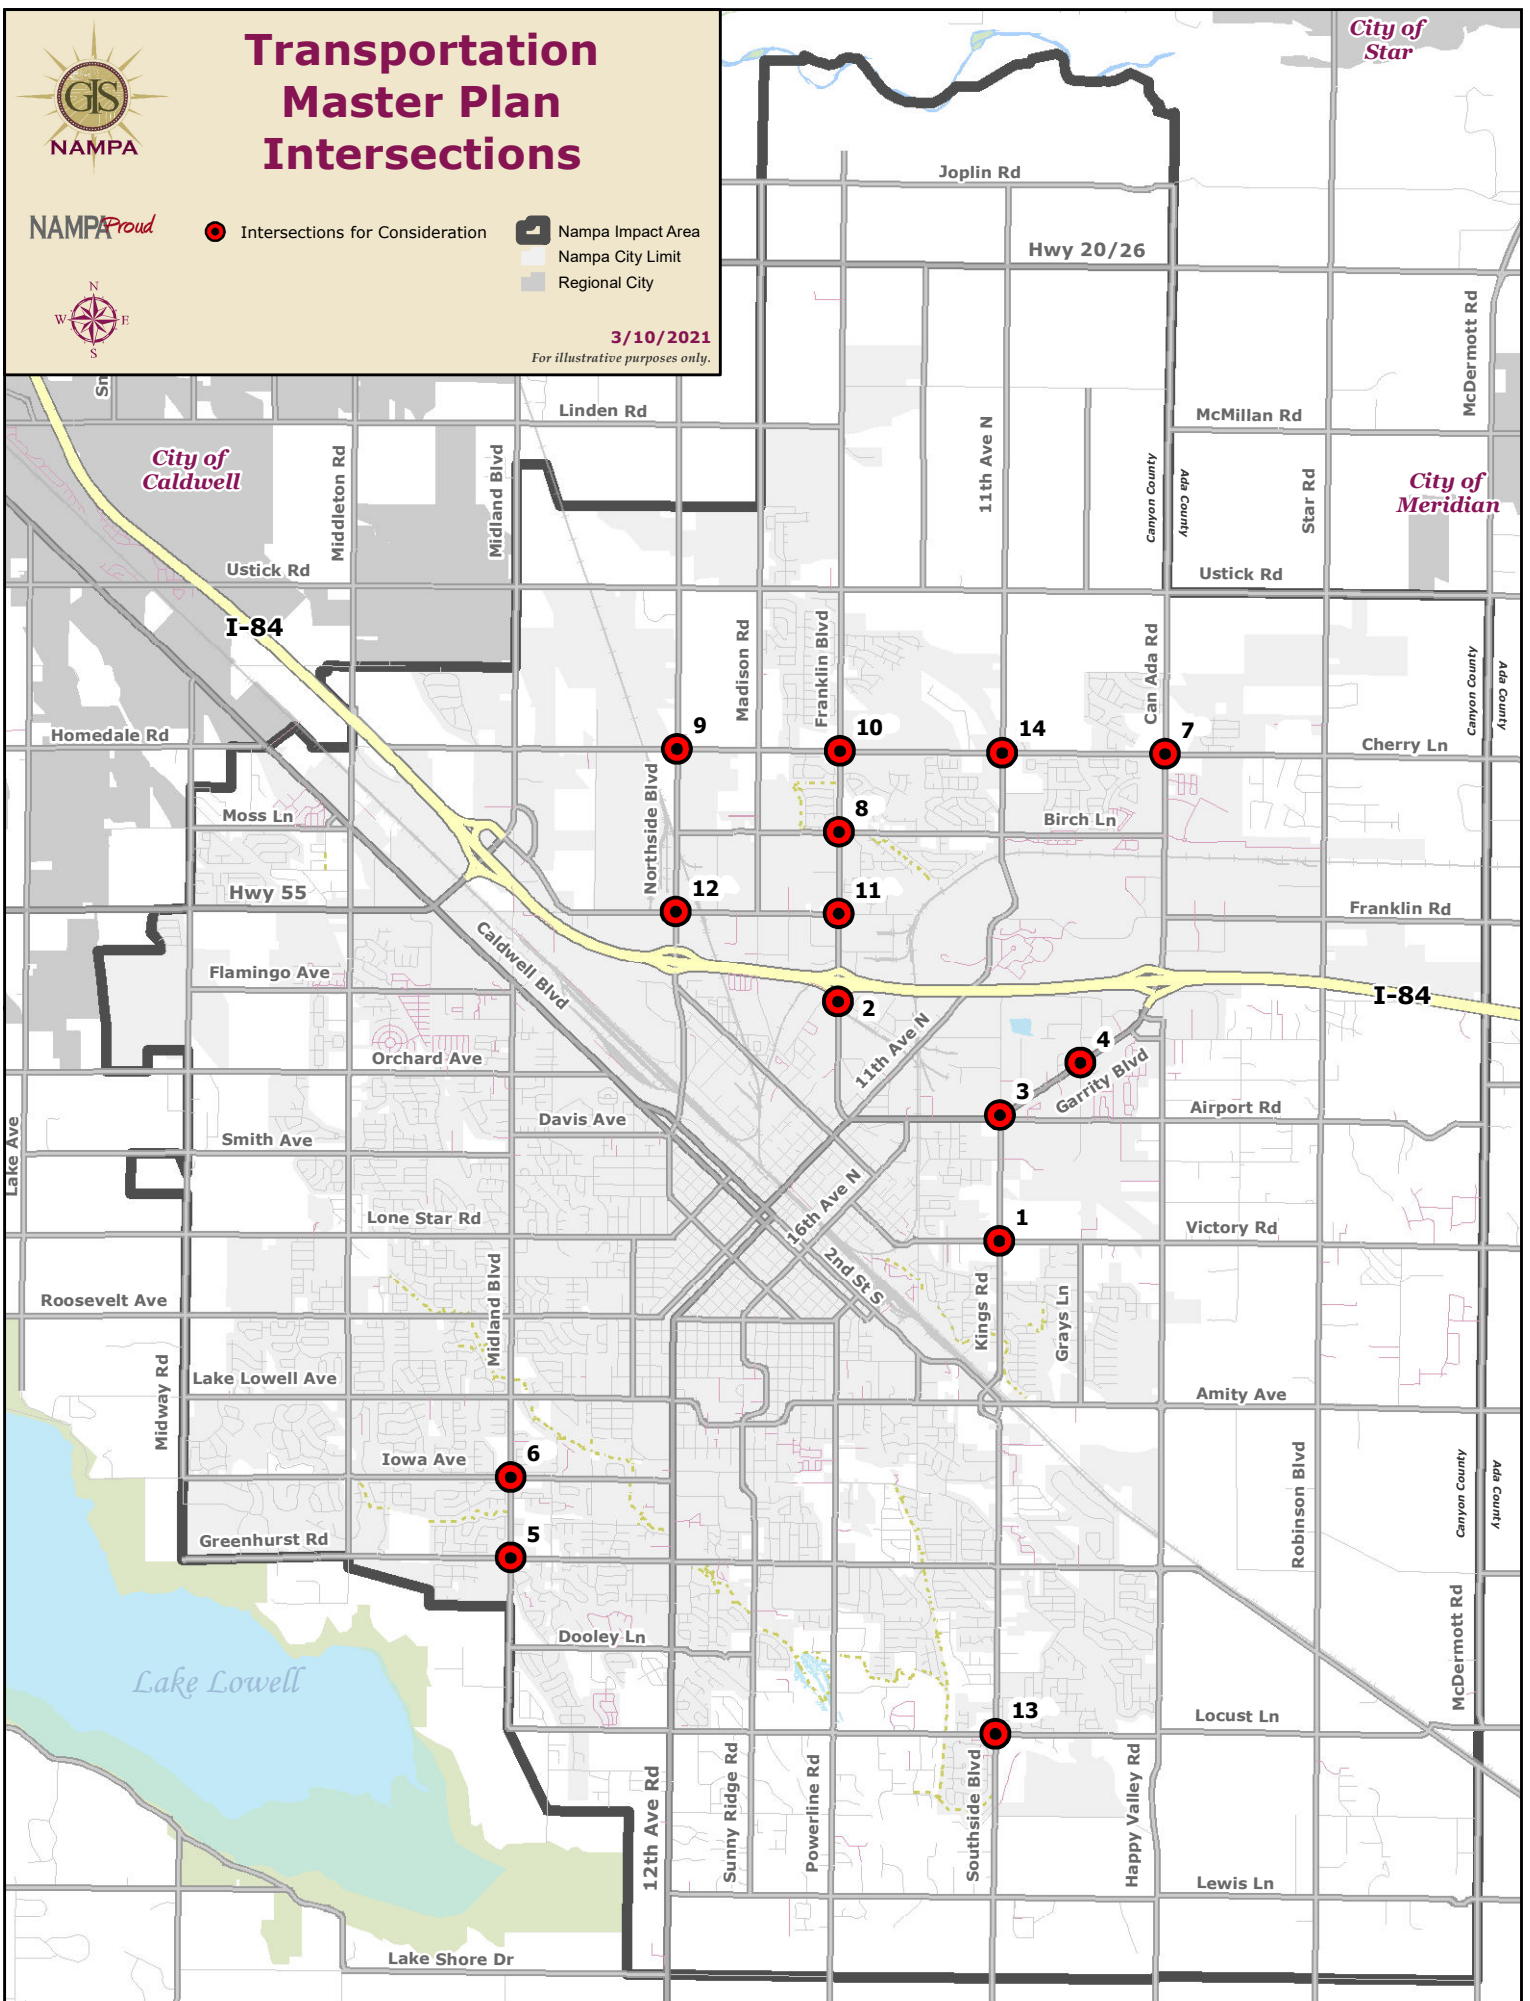 GIS
NAMPA
Transportation
Master Plan
Intersections
NAMPA Proud
Intersections for Consideration
Nampa Impact Area
Nampa City Limit
Regional City
N
W
E
S
3/10/2021
For illustrative purposes only.
City of
Star
Joplin Rd
Hwy 20/26
McDermott Rd
Linden Rd
McMillan Rd
City of
Caldwell
Middleton Rd
Midland Blvd
11th Ave N
Canyon County
Ada County
Star Rd
City of
Meridian
Ustick Rd
Ustick Rd
I-84
Madison Rd
Franklin Blvd
Can Ada Rd
Canyon County
Ada County
Homedale Rd
9
10
14
7
Cherry Ln
Moss Ln
Northside Blvd
8
Birch Ln
Hwy 55
12
11
Franklin Rd
Caldwell Blvd
Flamingo Ave
2
I-84
11th Ave N
4
Orchard Ave
Garrity Blvd
3
Airport Rd
Davis Ave
Lake Ave
Smith Ave
16th Ave N
Lone Star Rd
1
Victory Rd
2nd St S
Roosevelt Ave
Midland Blvd
Kings Rd
Grays Ln
Midway Rd
Lake Lowell Ave
Amity Ave
Iowa Ave
6
Robinson Blvd
Canyon County
Ada County
Greenhurst Rd
5
McDermott Rd
Dooley Ln
Lake Lowell
13
Locust Ln
12th Ave Rd
Sunny Ridge Rd
Powerline Rd
Southside Blvd
Happy Valley Rd
Lewis Ln
Lake Shore Dr